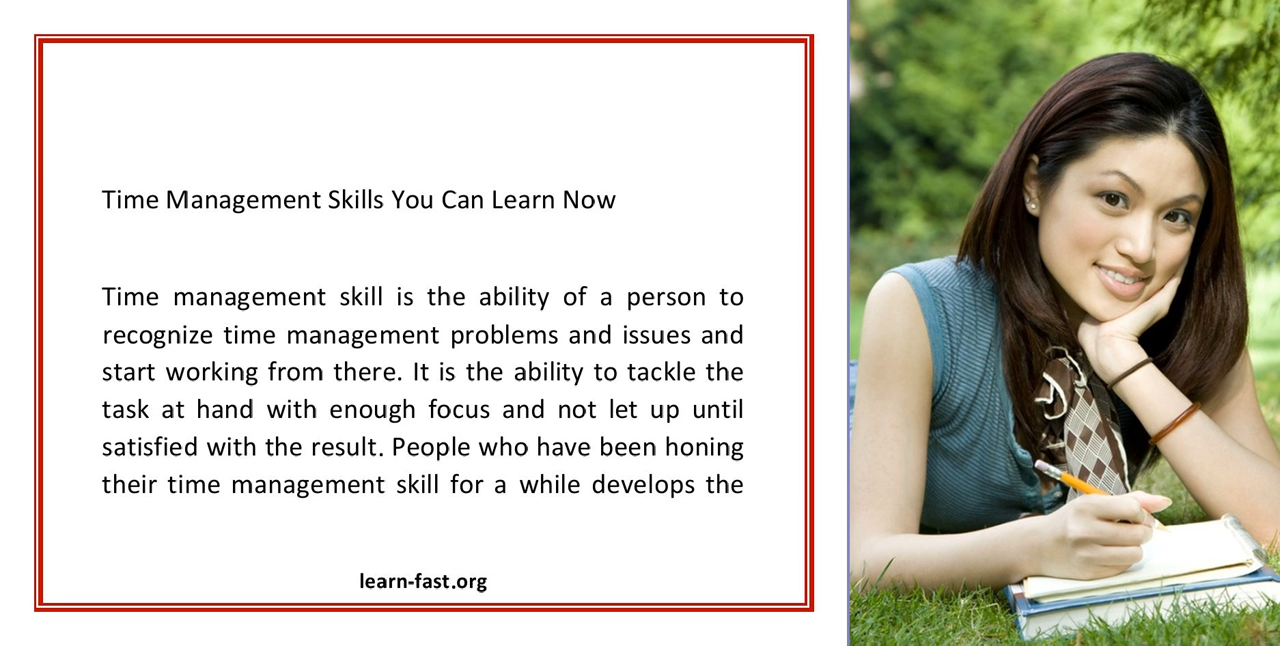 Time Management Skills You Can Learn Now
Time management skill is the ability of a person to
recognize time management problems and issues and
start working from there. It is the ability to tackle the
task at hand with enough focus and not let up until
satisfied with the result. People who have been honing
their time management skill for a while develops the
learn-fast.org